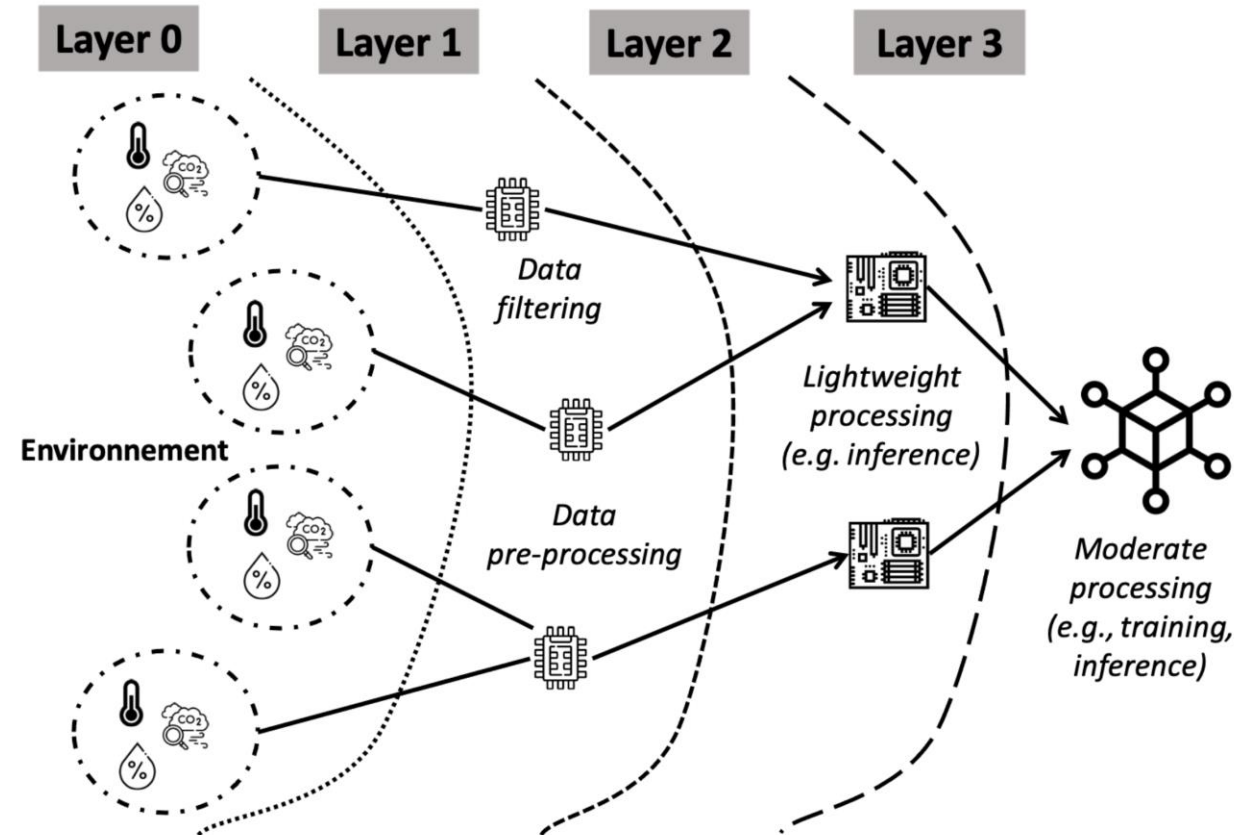 Layer 0
Layer 1
Layer 2
Layer 3
CO2
%
Data
filtering
CO2
%
Lightweight
processing
(e.g. inference)
Environnement
CO2
%
Data
pre-processing
Moderate
processing
(e.g., training,
inference)
CO2
%